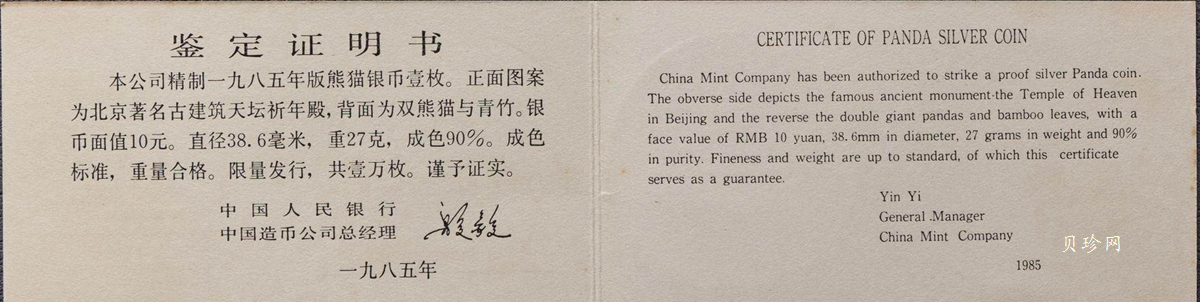 鉴定证明书
本公司精制一九八五年版熊猫银币壹枚。正面图案
为北京著名古建筑天坛祈年殿,背面为双熊猫与青竹。银
币面值10元。直径38.6毫米，重27克，成色90%。成色
标准，重量合格。限量发行，共壹万枚。谨予证实。
中国人民银行
中国造币公司总经理
一九八五年
CERTIFICATE OF PANDA SILVER COIN
China Mint Company has been authorized to strike a proof silver Panda coin.
The obverse side depicts the famous ancient monument-the Temple of Heaven
in Beijing and the reverse the double giant pandas and bamboo leaves, with a
face value of RMB 10 yuan, 38.6mm in diameter, 27 grams in weight and 90%
in purity. Fineness and weight are up to standard, of which this certificate
serves as a guarantee.
Yin Yi
General .Manager
China Mint Company
1985
贝珍网